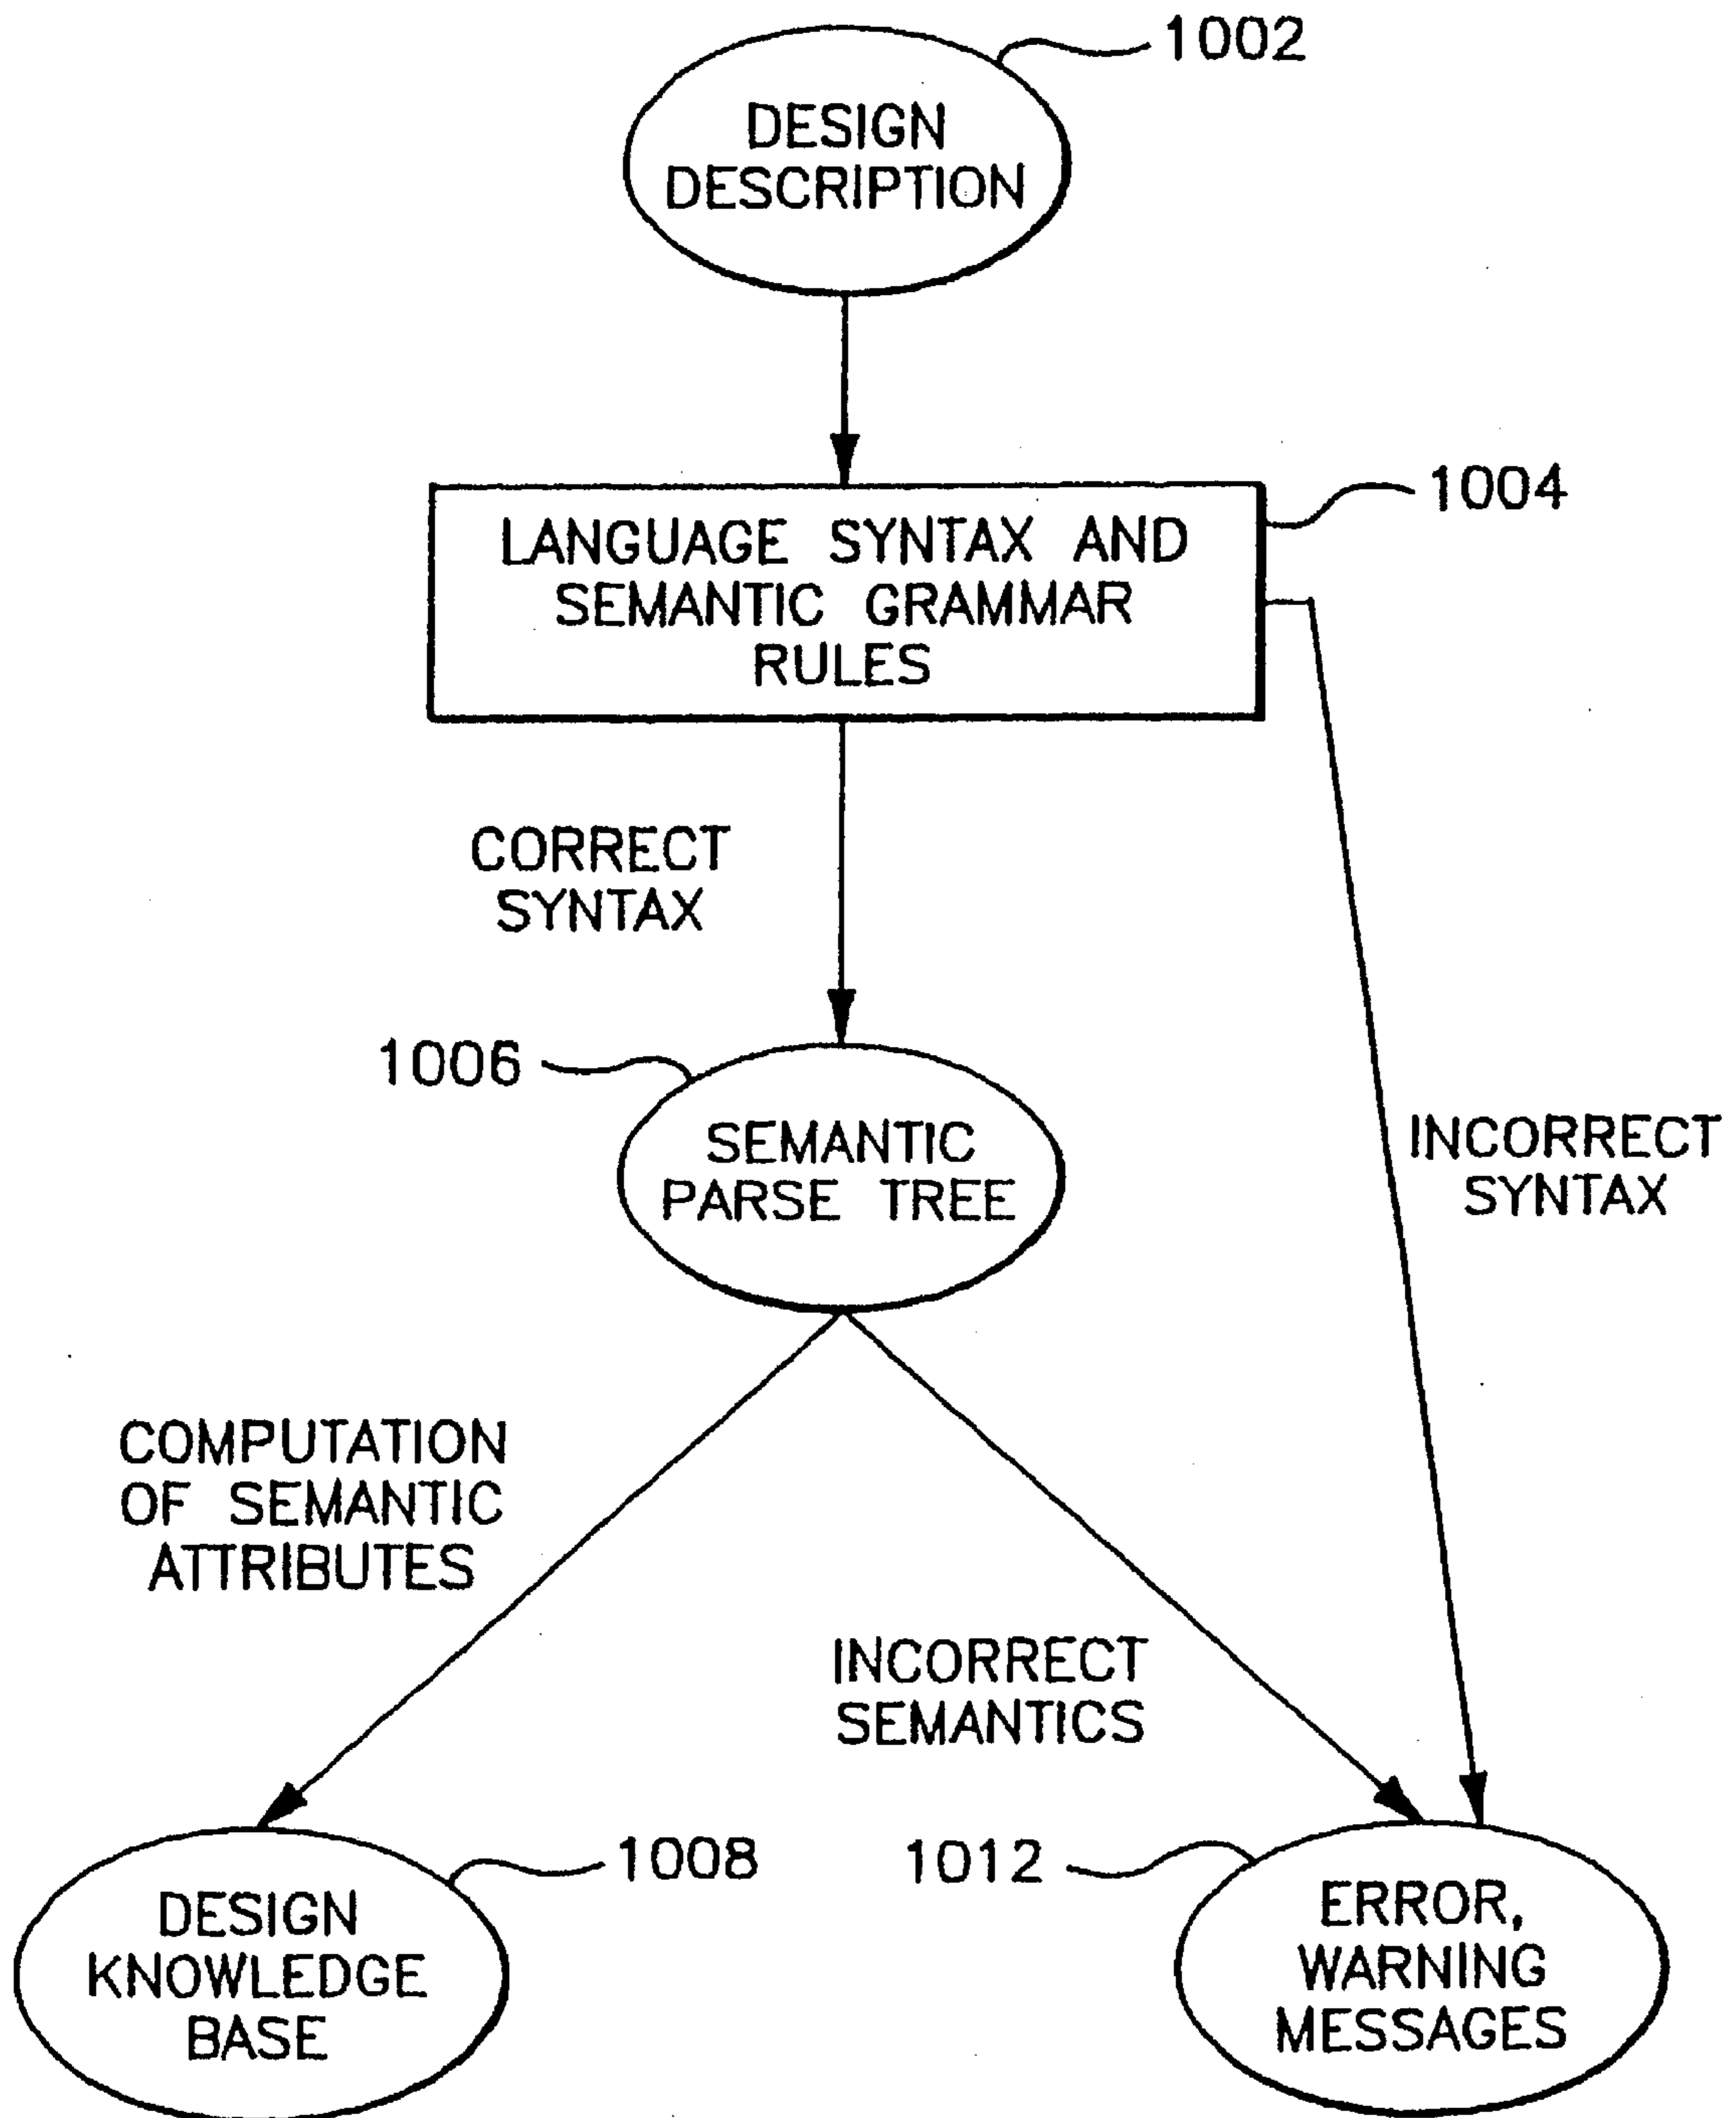 1002
DESIGN
DESCRIPTION
1004
LANGUAGE SYNTAX AND
SEMANTIC GRAMMAR
RULES
CORRECT
SYNTAX
1006
SEMANTIC
PARSE TREE
INCORRECT
SYNTAX
COMPUTATION
OF SEMANTIC
ATTRIBUTES
INCORRECT
SEMANTICS
1008
DESIGN
KNOWLEDGE
BASE
1012
ERROR,
WARNING
MESSAGES